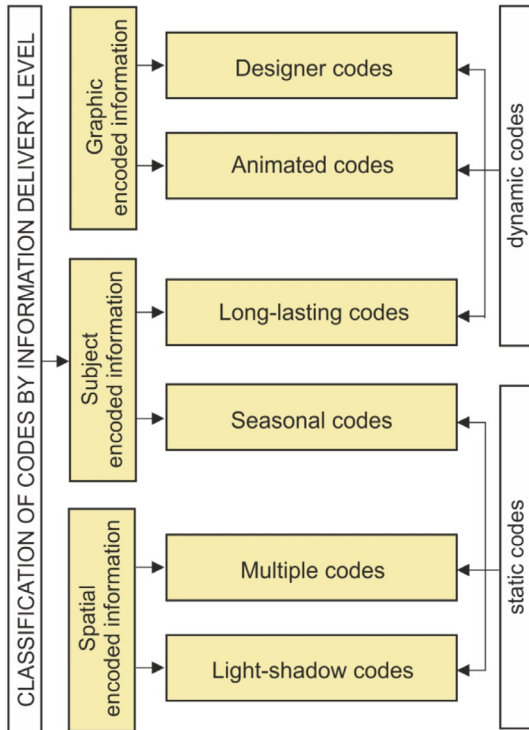 CLASSIFICATION OF CODES BY INFORMATION DELIVERY LEVEL
Graphic
encoded information
Designer codes
Animated codes
Subject
encoded information
Long-lasting codes
Seasonal codes
Spatial
encoded information
Multiple codes
Light-shadow codes
dynamic codes
static codes